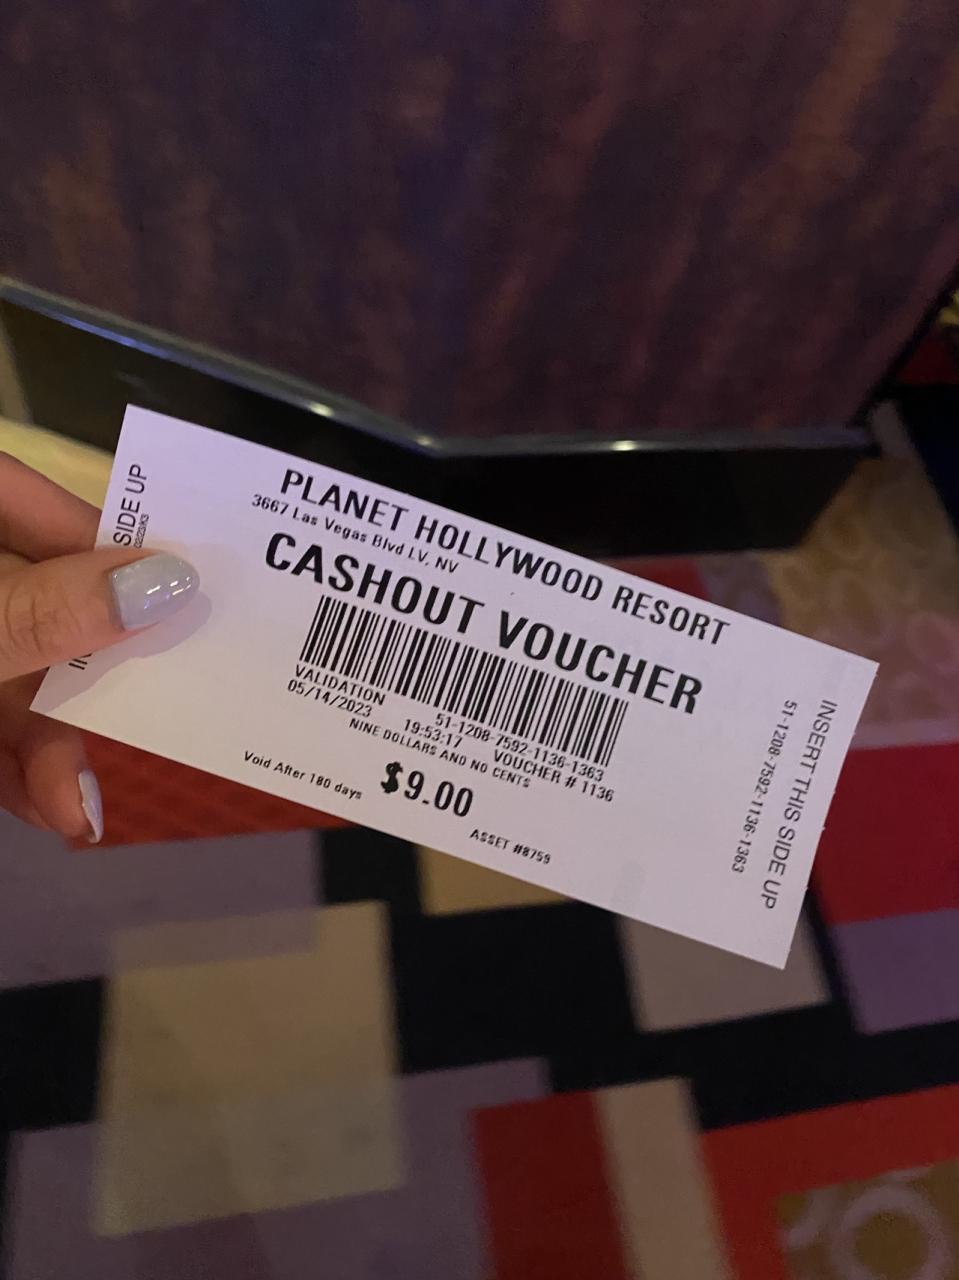 PLANET HOLLYWOOD RESORT
3667 Las Vegas Blvd LV, NV
CASHOUT VOUCHER
VALIDATION 51-1208-7592-1136-1363
05/14/2023 19:53:17 VOUCHER # 1136
NINE DOLLARS AND NO CENTS
Void After 180 days $9.00
ASSET #8759
INSERT THIS SIDE UP
51-1208-7592-1136-1363
SIDE UP